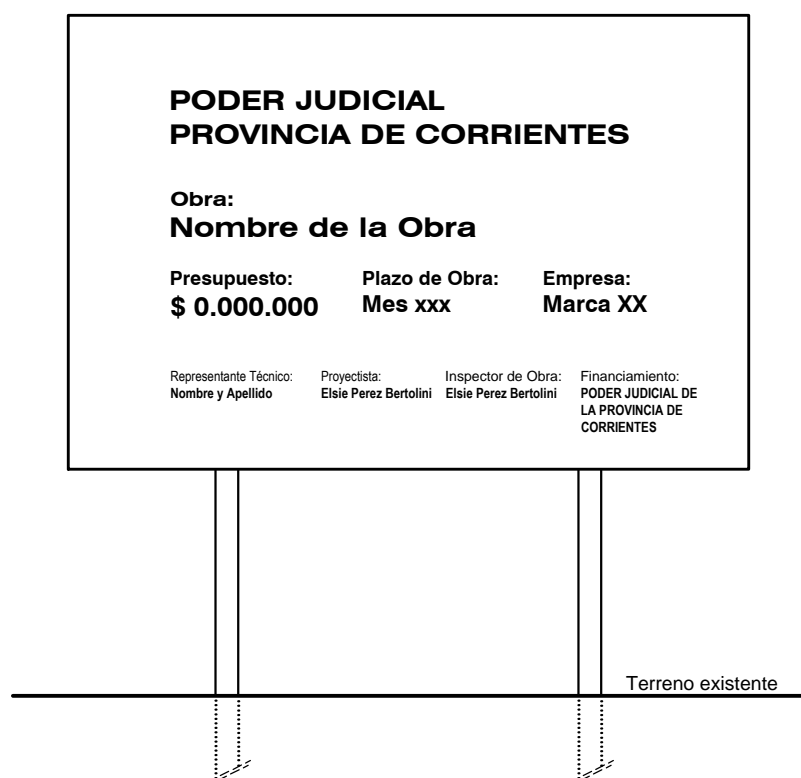 PODER JUDICIAL
PROVINCIA DE CORRIENTES
Obra:
Nombre de la Obra
Presupuesto: Plazo de Obra: Empresa:
$ 0.000.000 Mes xxx Marca XX
Representante Técnico: Proyectista: Inspector de Obra: Financiamiento:
Nombre y Apellido Elsie Perez Bertolini Elsie Perez Bertolini PODER JUDICIAL DE
LA PROVINCIA DE
CORRIENTES
Terreno existente